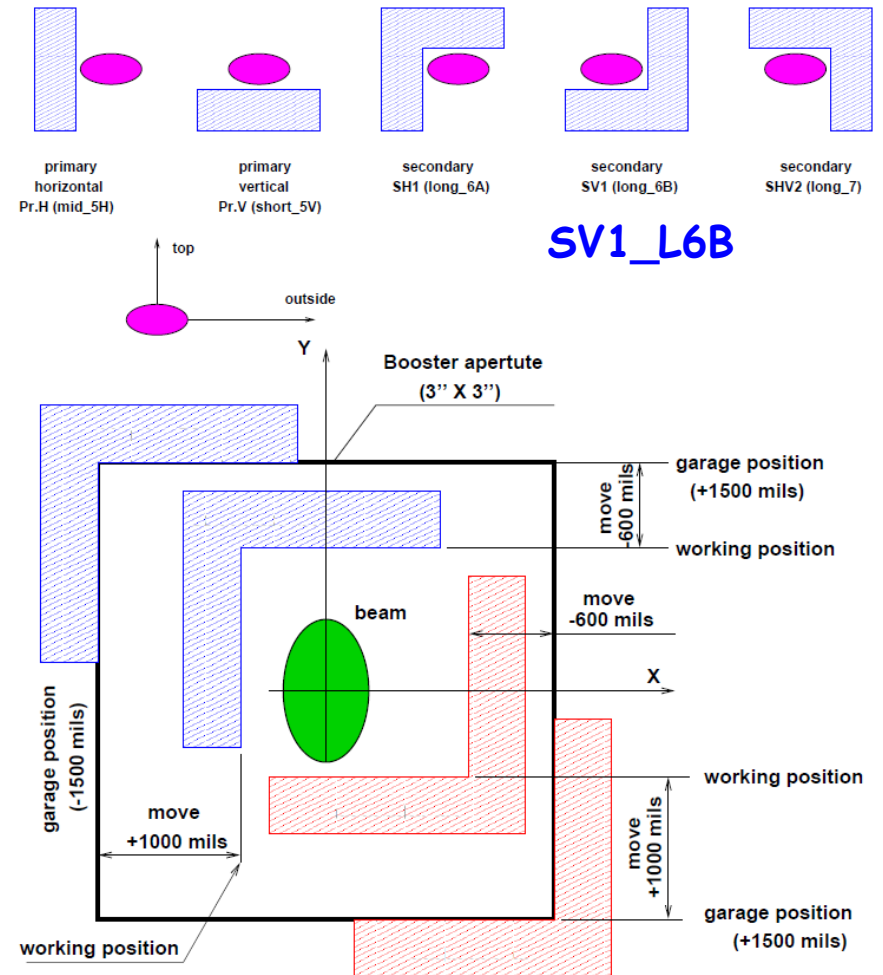 primary
horizontal
Pr.H (mid_5H)
primary
vertical
Pr.V (short_5V)
secondary
SH1 (long_6A)
secondary
SV1 (long_6B)
secondary
SHV2 (long_7)
SV1_L6B
top
outside
Y
Booster apertute
(3’’ X 3’’)
garage position
(+1500 mils)
move
-600 mils
working position
move
-600 mils
beam
X
garage position
(-1500 mils)
working position
move
+1000 mils
move
+1000 mils
garage position
(+1500 mils)
working position